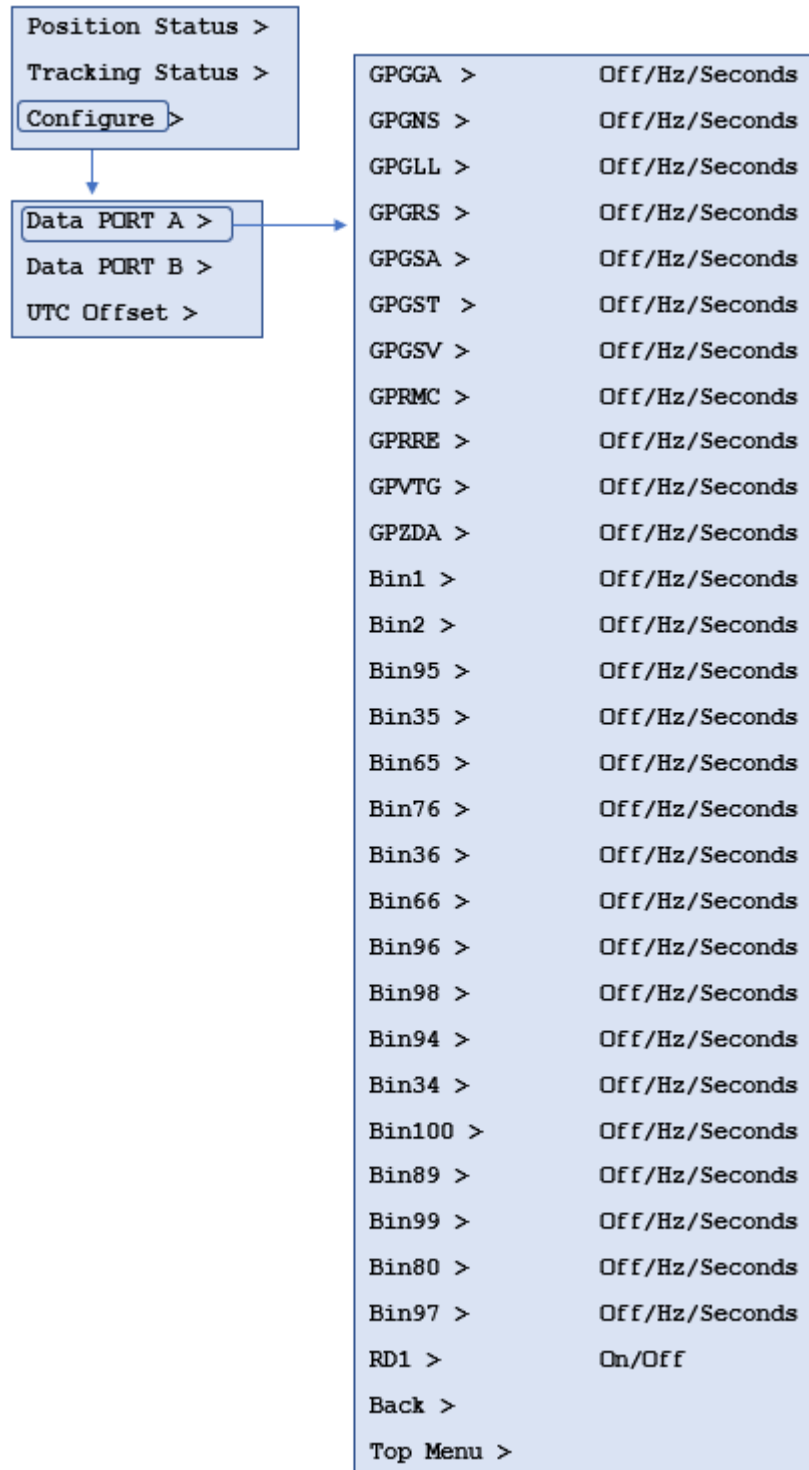 Position Status >
Tracking Status >
Configure >
Data PORT A >
Data PORT B >
UTC Offset >
GPGGA > Off/Hz/Seconds
GPGNS > Off/Hz/Seconds
GPGLL > Off/Hz/Seconds
GPGRS > Off/Hz/Seconds
GPGSA > Off/Hz/Seconds
GPGST > Off/Hz/Seconds
GPGSV > Off/Hz/Seconds
GPRMC > Off/Hz/Seconds
GPRRE > Off/Hz/Seconds
GPVTG > Off/Hz/Seconds
GPZDA > Off/Hz/Seconds
Bin1 > Off/Hz/Seconds
Bin2 > Off/Hz/Seconds
Bin95 > Off/Hz/Seconds
Bin35 > Off/Hz/Seconds
Bin65 > Off/Hz/Seconds
Bin76 > Off/Hz/Seconds
Bin36 > Off/Hz/Seconds
Bin66 > Off/Hz/Seconds
Bin96 > Off/Hz/Seconds
Bin98 > Off/Hz/Seconds
Bin94 > Off/Hz/Seconds
Bin34 > Off/Hz/Seconds
Bin100 > Off/Hz/Seconds
Bin89 > Off/Hz/Seconds
Bin99 > Off/Hz/Seconds
Bin80 > Off/Hz/Seconds
Bin97 > Off/Hz/Seconds
RD1 > On/Off
Back >
Top Menu >